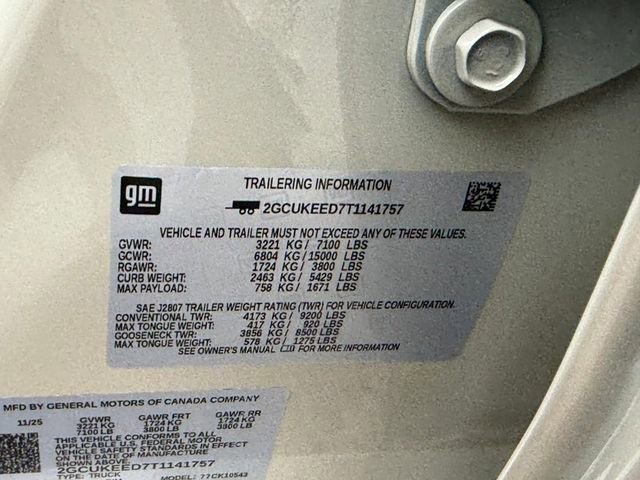 gm
TRAILERING INFORMATION
2GCUKEED7T1141757
VEHICLE AND TRAILER MUST NOT EXCEED ANY OF THESE VALUES.
GVWR: 3221 KG / 7100 LBS
GCWR: 6804 KG / 15000 LBS
RGAWR: 1724 KG / 3800 LBS
CURB WEIGHT: 2463 KG / 5429 LBS
MAX PAYLOAD: 758 KG / 1671 LBS
SAE J2807 TRAILER WEIGHT RATING (TWR) FOR VEHICLE CONFIGURATION.
CONVENTIONAL TWR: 4173 KG / 9200 LBS
MAX TONGUE WEIGHT: 417 KG / 920 LBS
GOOSENECK TWR: 3856 KG / 8500 LBS
MAX TONGUE WEIGHT: 578 KG / 1275 LBS
SEE OWNER'S MANUAL FOR MORE INFORMATION
MFD BY GENERAL MOTORS OF CANADA COMPANY
11/25 GVWR GAWR FRT GAWR RR
3221 KG 1724 KG 1724 KG
7100 LB 3800 LB 3800 LB
THIS VEHICLE CONFORMS TO ALL
APPLICABLE U.S. FEDERAL MOTOR
VEHICLE SAFETY STANDARDS IN EFFECT
ON THE DATE OF MANUFACTURE
SHOWN ABOVE
2GCUKEED7T1141757
TYPE: TRUCK MODEL: 77CK10543